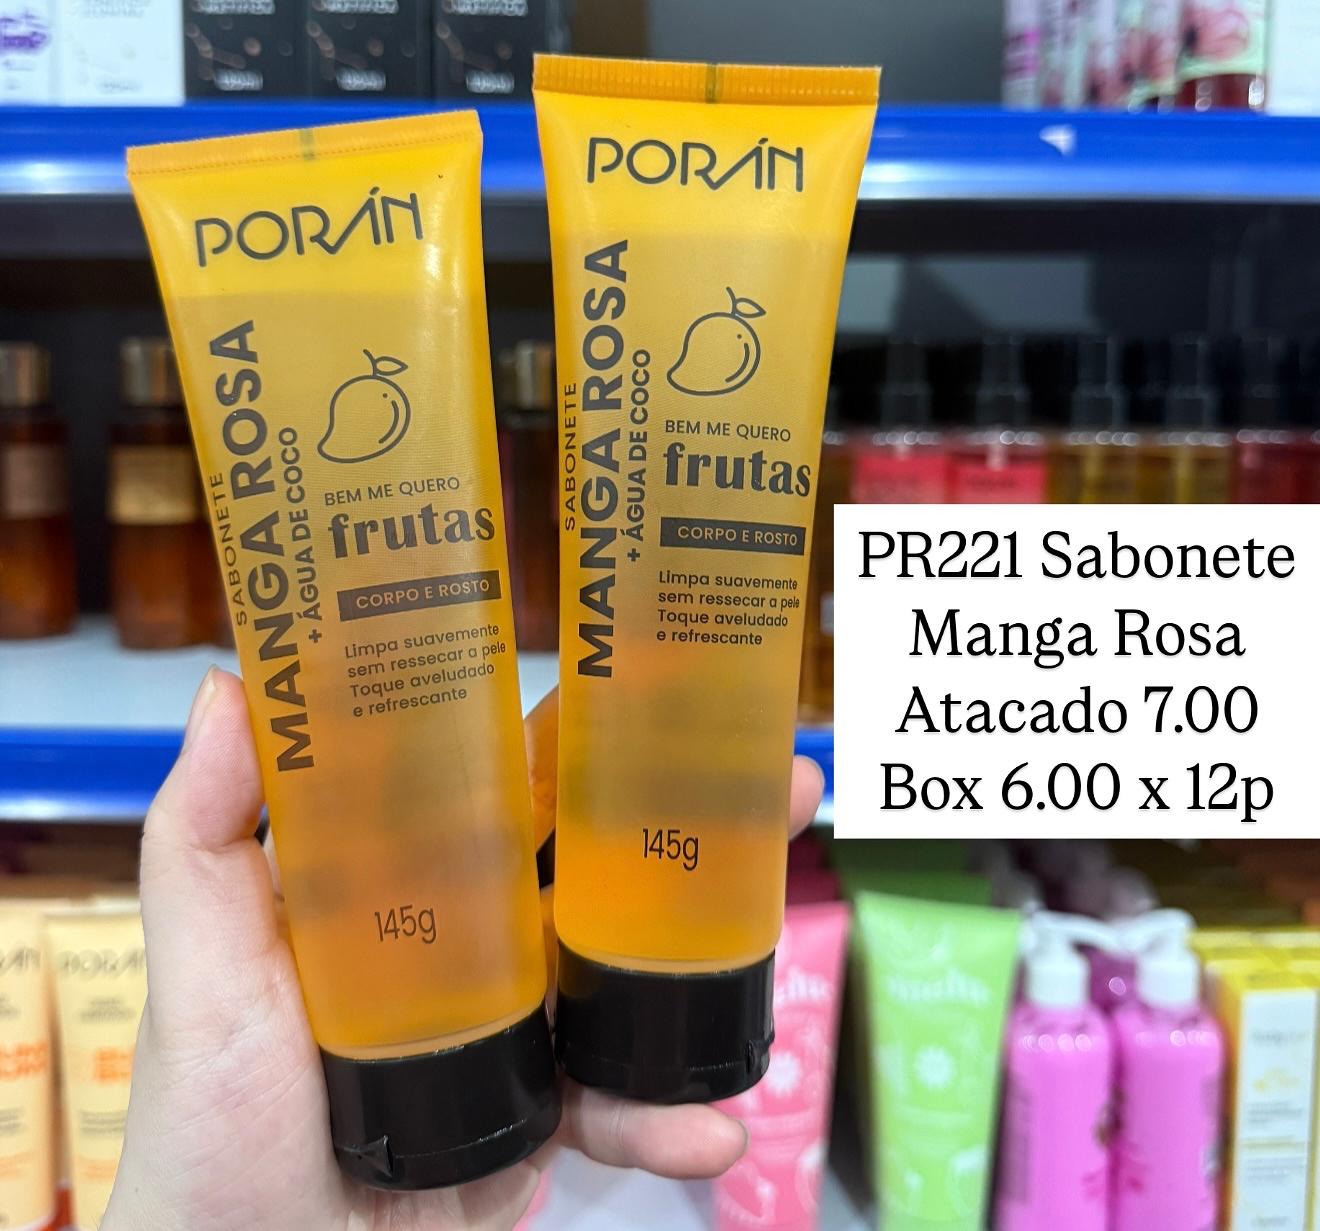 PORÁN
SABONETE
MANGA ROSA
+ ÁGUA DE COCO
BEM ME QUERO
frutas
CORPO E ROSTO
Limpa suavemente
sem ressecar a pele
Toque aveludado
e refrescante
145g
PORÁN
SABONETE
MANGA ROSA
+ ÁGUA DE COCO
BEM ME QUERO
frutas
CORPO E ROSTO
Limpa suavemente
sem ressecar a pele
Toque aveludado
e refrescante
145g
PR221 Sabonete
Manga Rosa
Atacado 7.00
Box 6.00 x 12p